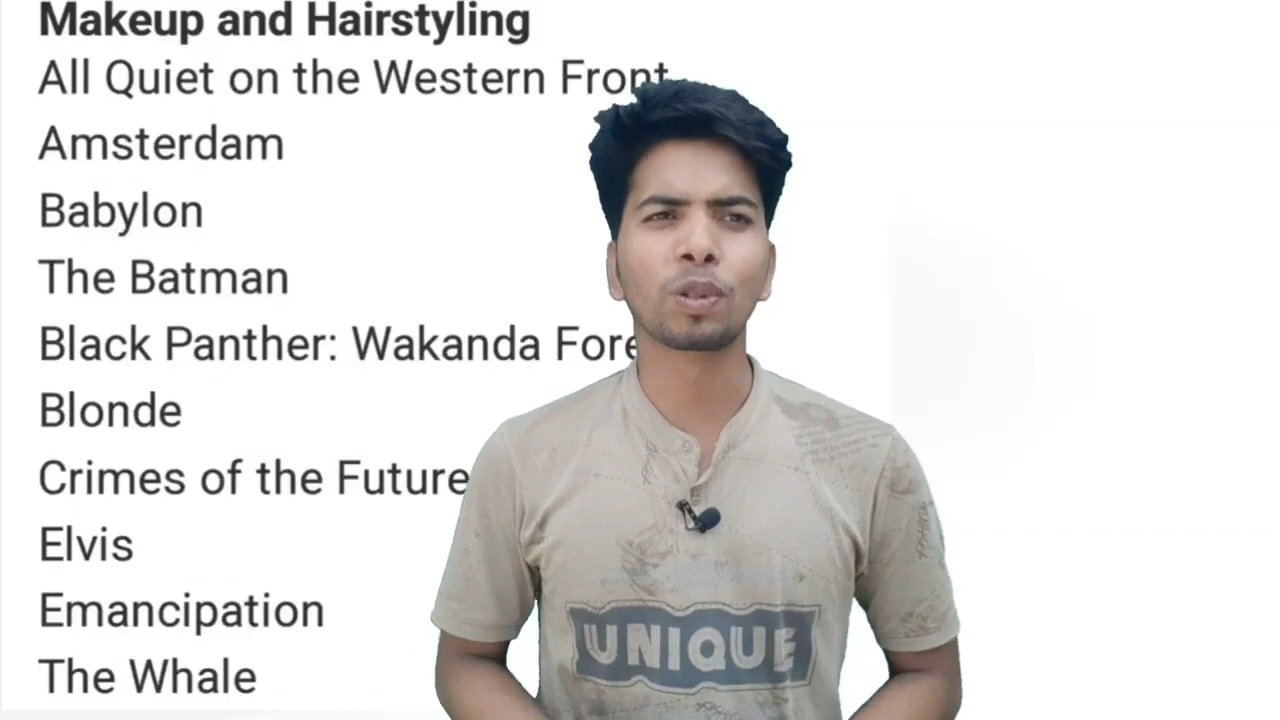 Makeup and Hairstyling
All Quiet on the Western Front
Amsterdam
Babylon
The Batman
Black Panther: Wakanda Fore
Blonde
Crimes of the Future
Elvis
Emancipation
The Whale
UNIQUE